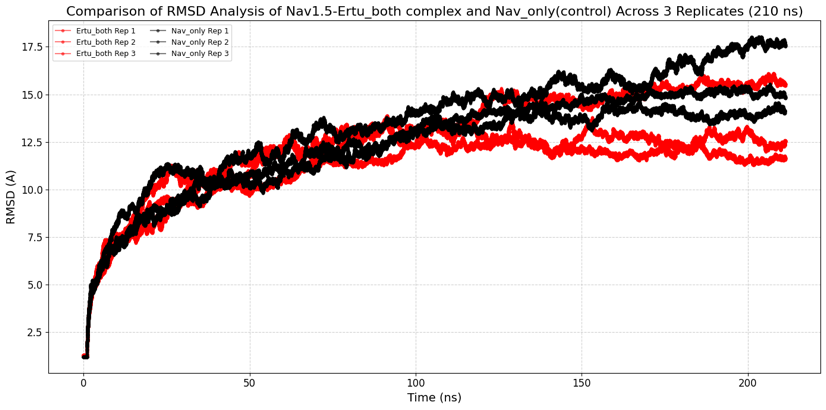 Comparison of RMSD Analysis of Nav1.5-Ertu_both complex and Nav_only(control) Across 3 Replicates (210 ns)
Ertu_both Rep 1 Nav_only Rep 1
Ertu_both Rep 2 Nav_only Rep 2
Ertu_both Rep 3 Nav_only Rep 3
17.5
15.0
12.5
10.0
7.5
5.0
2.5
RMSD (A)
0 50 100 150 200
Time (ns)